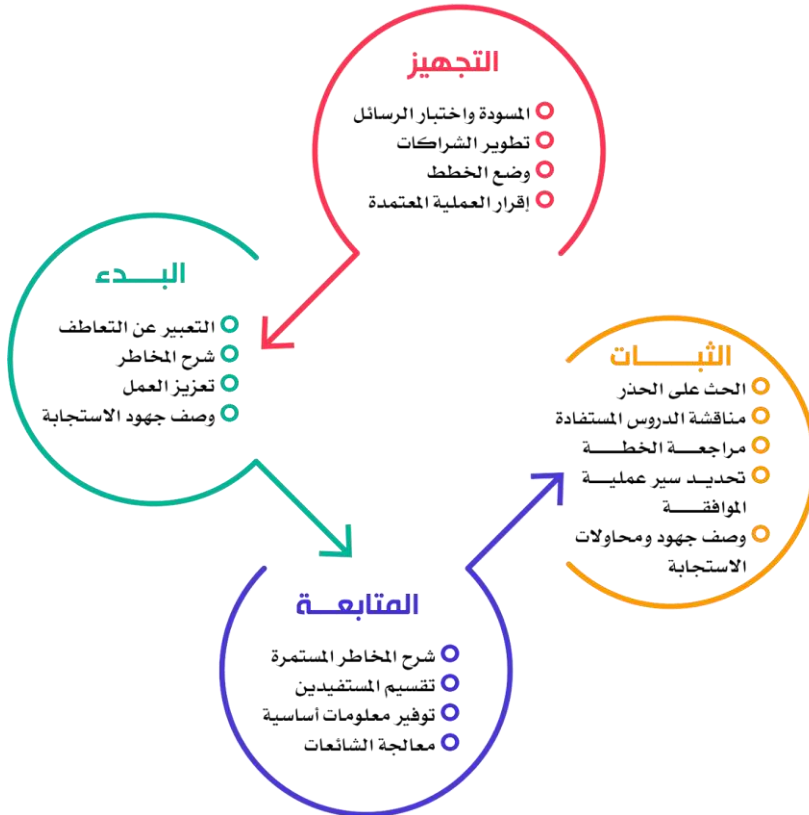 التجهيز
المسودة واختبار الرسائل
تطوير الشراكات
وضع الخطط
إقرار العملية المعتمدة
البـــدء
التعبير عن التعاطف
شرح المخاطر
تعزيز العمل
وصف جهود الاستجابة
المتابعـــة
شرح المخاطر المستمرة
تقسيم المستفيدين
توفير معلومات أساسية
معالجة الشائعات
الثبـــات
الحث على الحذر
مناقشة الدروس المستفادة
مراجعـــة الخطـــة
تحديـد سير عمليـــة
الموافقـــة
وصف جهود ومحاولات
الاستجابة